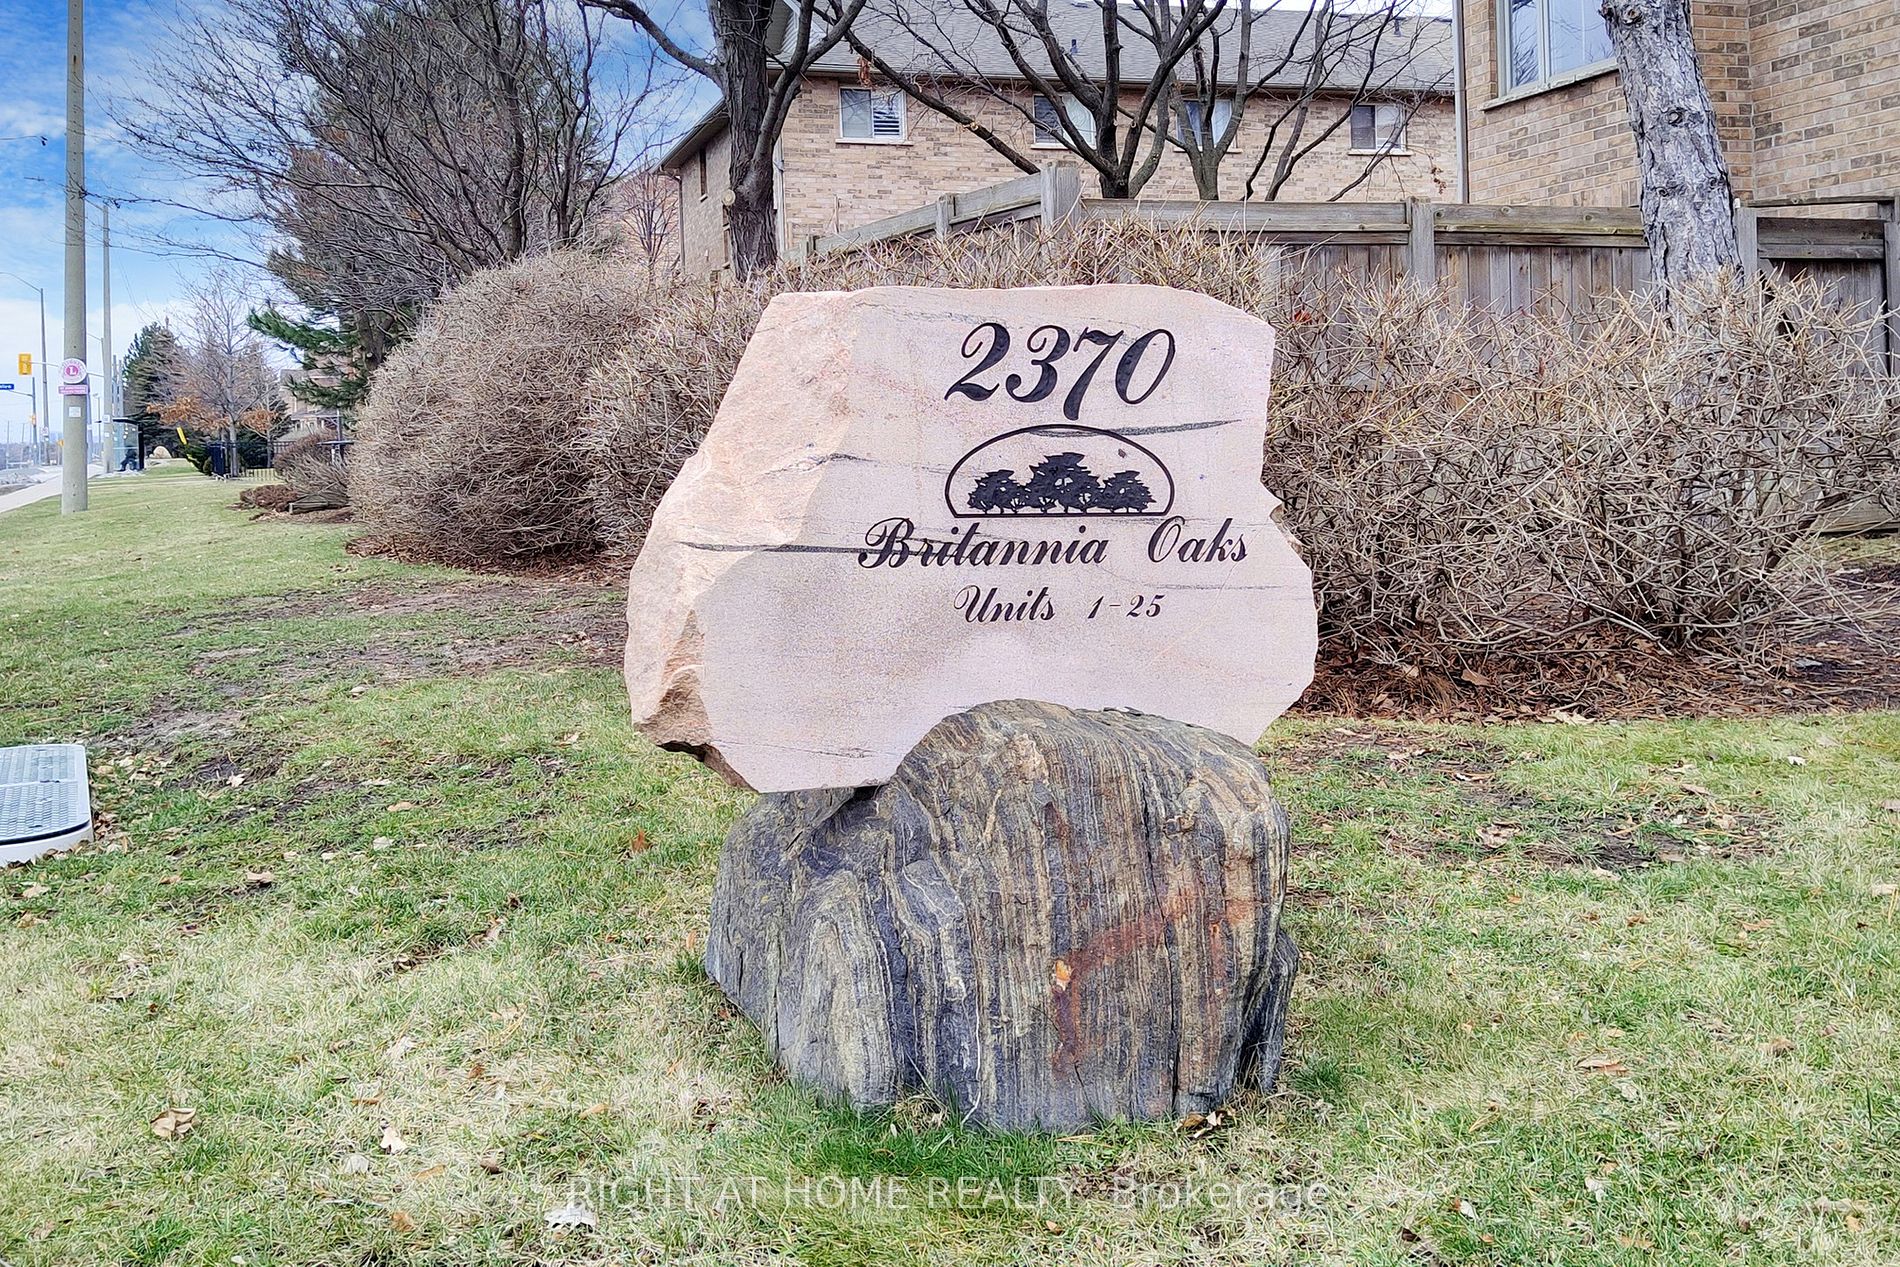 2370
Britannia Oaks
Units 1-25
L
RIGHT AT HOME REALTY, Brokerage